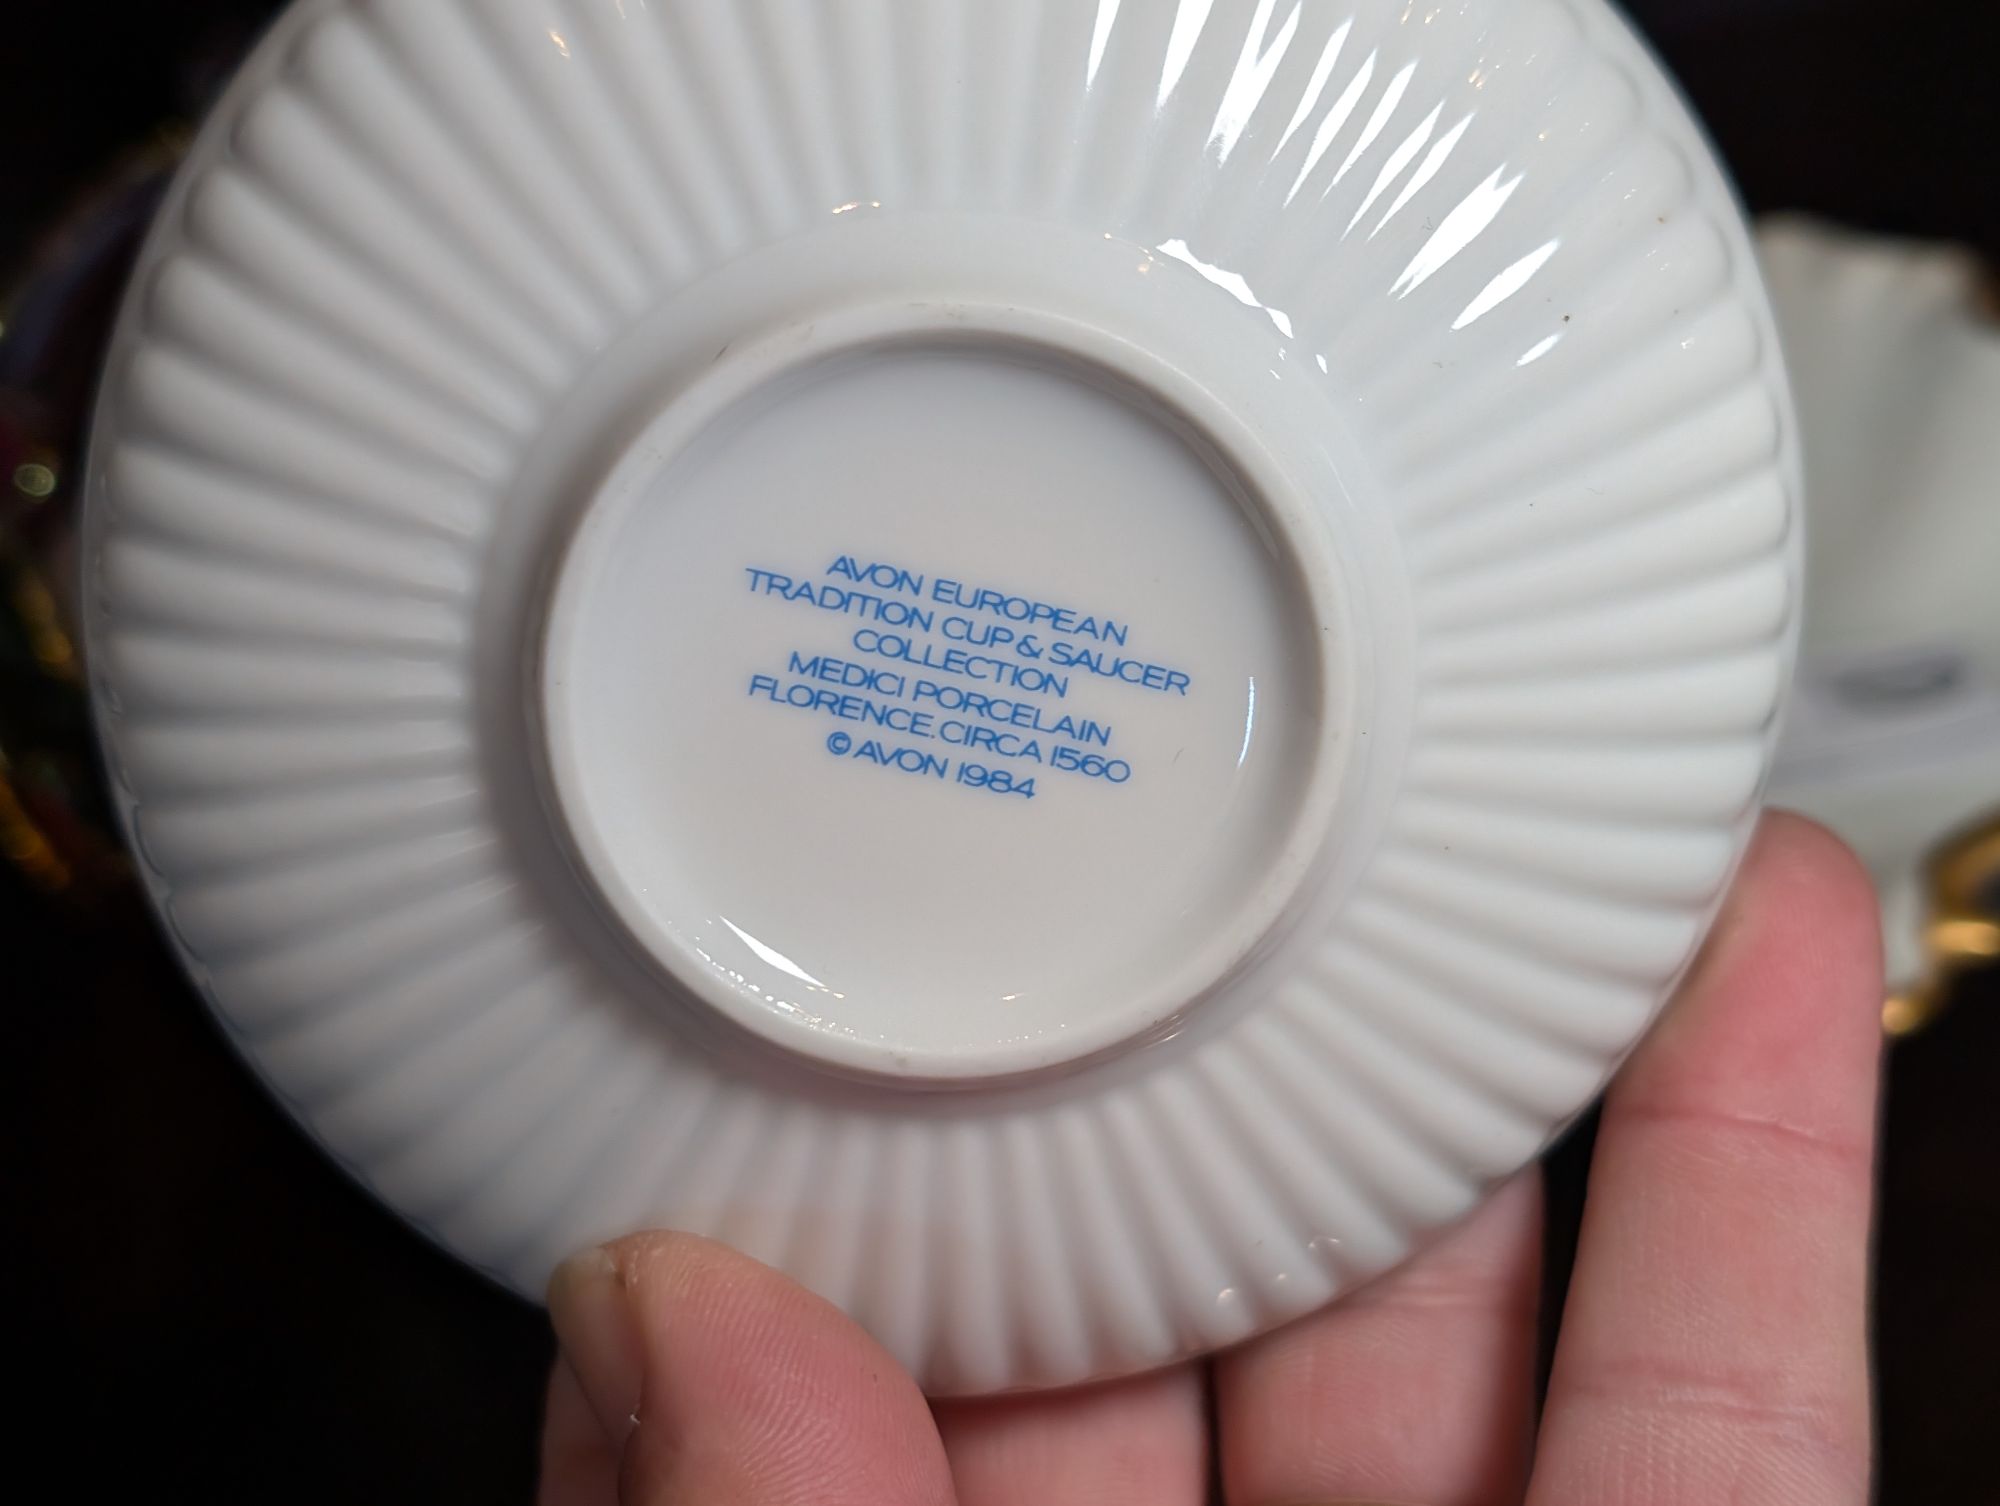 AVON EUROPEAN
TRADITION CUP & SAUCER
COLLECTION
MEDICI PORCELAIN
FLORENCE. CIRCA 1560
© AVON 1984